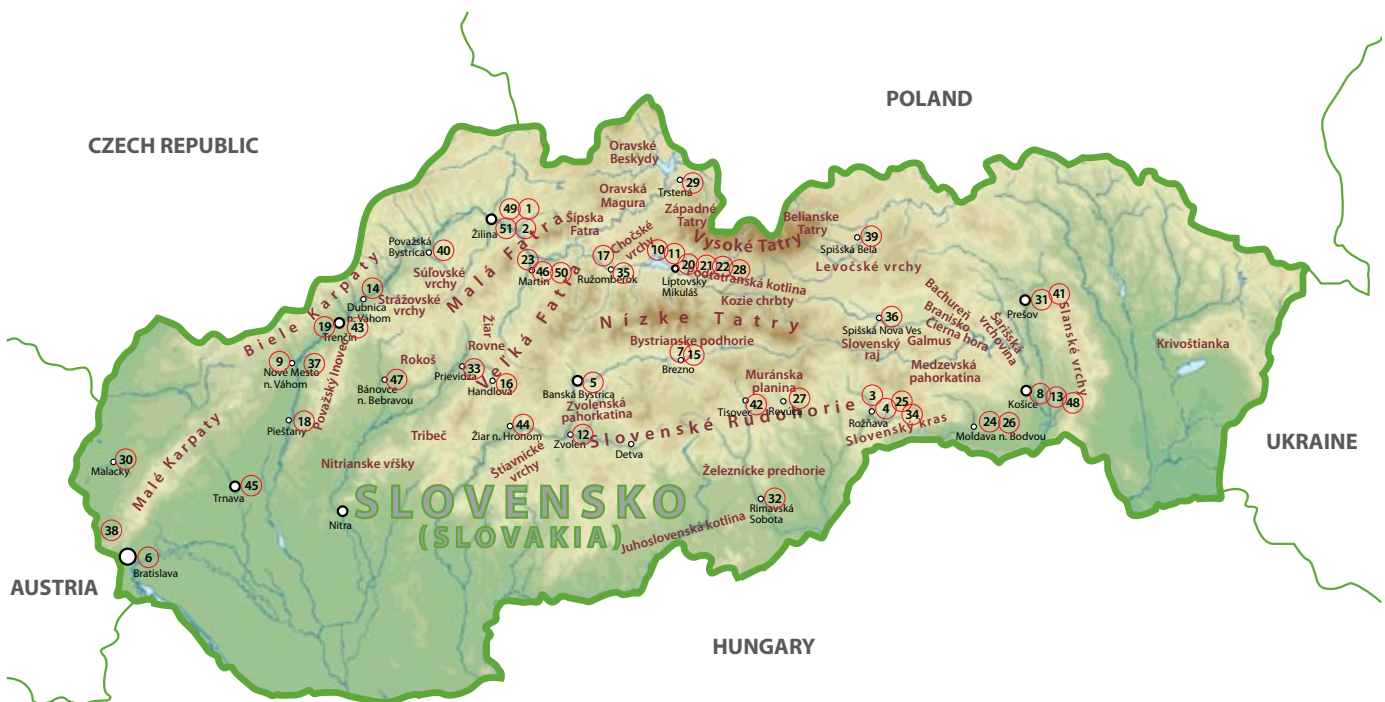 POLAND
CZECH REPUBLIC
Oravské
Beskydy
29
Trstená
Oravská
Magura
Západné
Tatry
49 1
51 2
Žilina
Šípska
Fatra
Belianske
Tatry
39
Spišská Belá
Považská
Bystrica
40
Malá Fatra
Chočské
vrchy
Vysoké Tatry
Levočské vrchy
17
10 11
20 21 22 28
23
46 50
Martin
35
Ružomberok
Liptovský
Mikuláš
Podtatranská kotlina
Súľovské
vrchy
Biele Karpaty
14
Dubnica
n. Váhom
Strážovské
vrchy
Veľká Fatra
Kozie chrbty
Bachureň
Branisko
Čierna hora
Šarišská
vrchovina
31 41
Prešov
Slanské vrchy
19
43
Trenčín
Žiar
Nízke Tatry
36
Spišská Nová Ves
Slovenský
raj
Galmus
Krivoštianka
Rovne
Bystrianske podhorie
7 15
Brezno
9
37
Nové Mesto
n. Váhom
Považský Inovec
Rokoš
33
Prievidza
16
Handlová
47
Bánovce
n. Bebravou
5
Banská Bystrica
Muránska
planina
Medzevská
pahorkatina
42
Tisovec
27
Revúca
3
4
25
34
Rožňava
8 13 48
Košice
Zvolenská
pahorkatina
Slovenské Rudohorie
Slovenský kras
24 26
Moldava n. Bodvou
18
Piešťany
Tribeč
44
Žiar n. Hronom
12
Zvolen
Detva
UKRAINE
30
Malacky
Malé Karpaty
Nitrianske vŕšky
Štiavnické
vrchy
Železnícke predhorie
45
Trnava
32
Rimavská
Sobota
Nitra
SLOVENSKO
(SLOVAKIA)
Juhoslovenská kotlina
38
6
Bratislava
AUSTRIA
HUNGARY